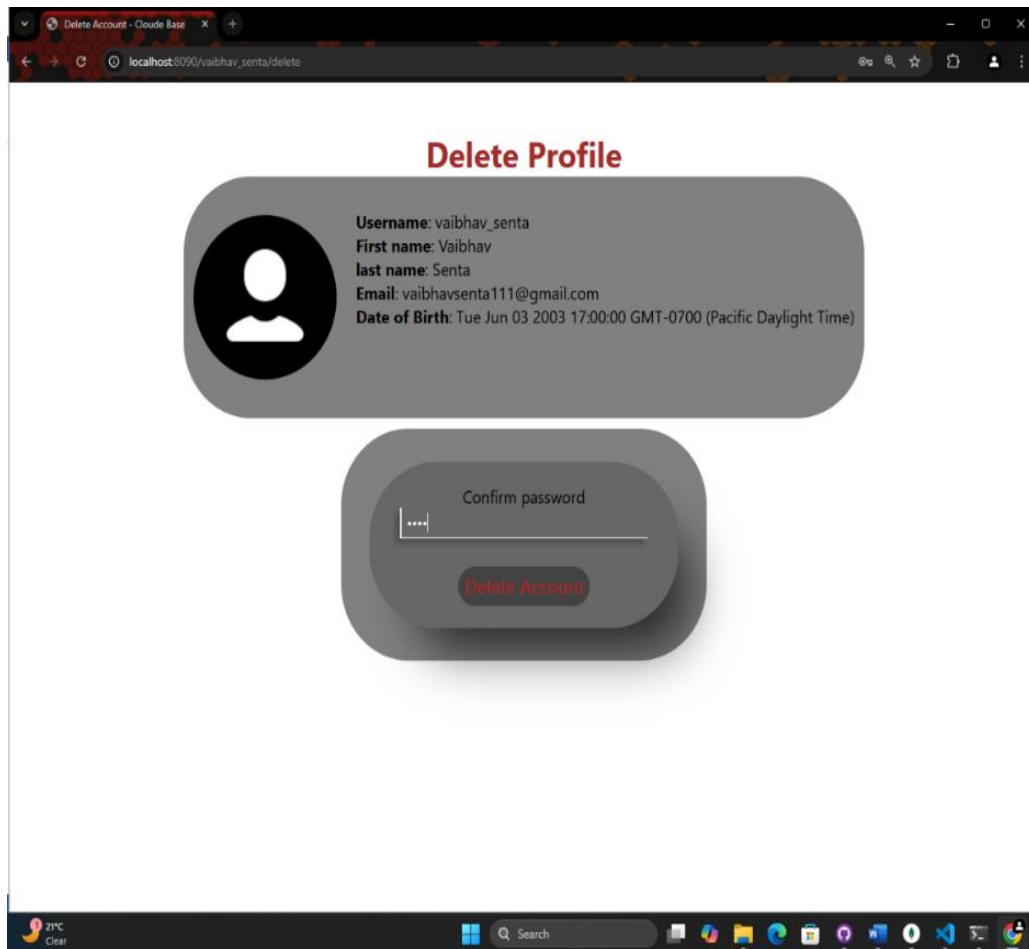 Delete Account - Cloude Base
localhost:8090/vaibhav_senta/delete
Delete Profile
Username: vaibhav_senta
First name: Vaibhav
last name: Senta
Email: vaibhavsenta111@gmail.com
Date of Birth: Tue Jun 03 2003 17:00:00 GMT-0700 (Pacific Daylight Time)
Confirm password
Delete Account
1
21°C
Clear
Search